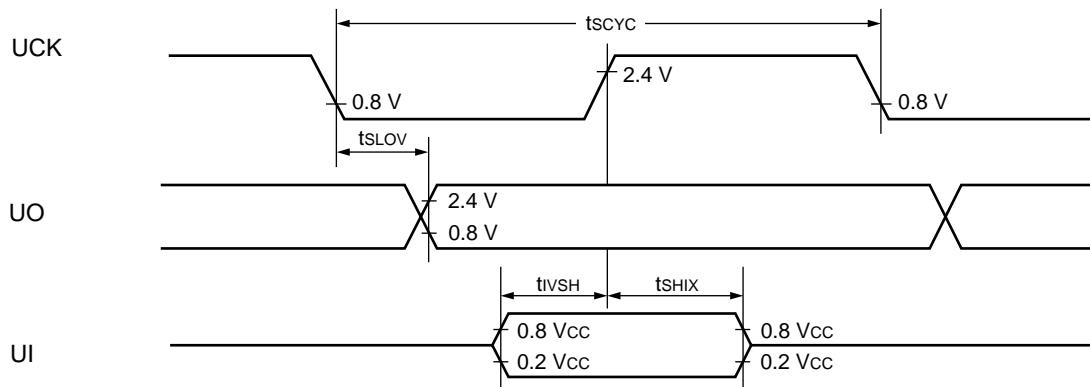 tSCYC
UCK
2.4 V
0.8 V
0.8 V
tSLOV
2.4 V
UO
0.8 V
tIVSH
tSHIX
0.8 VCC
0.8 VCC
UI
0.2 VCC
0.2 VCC